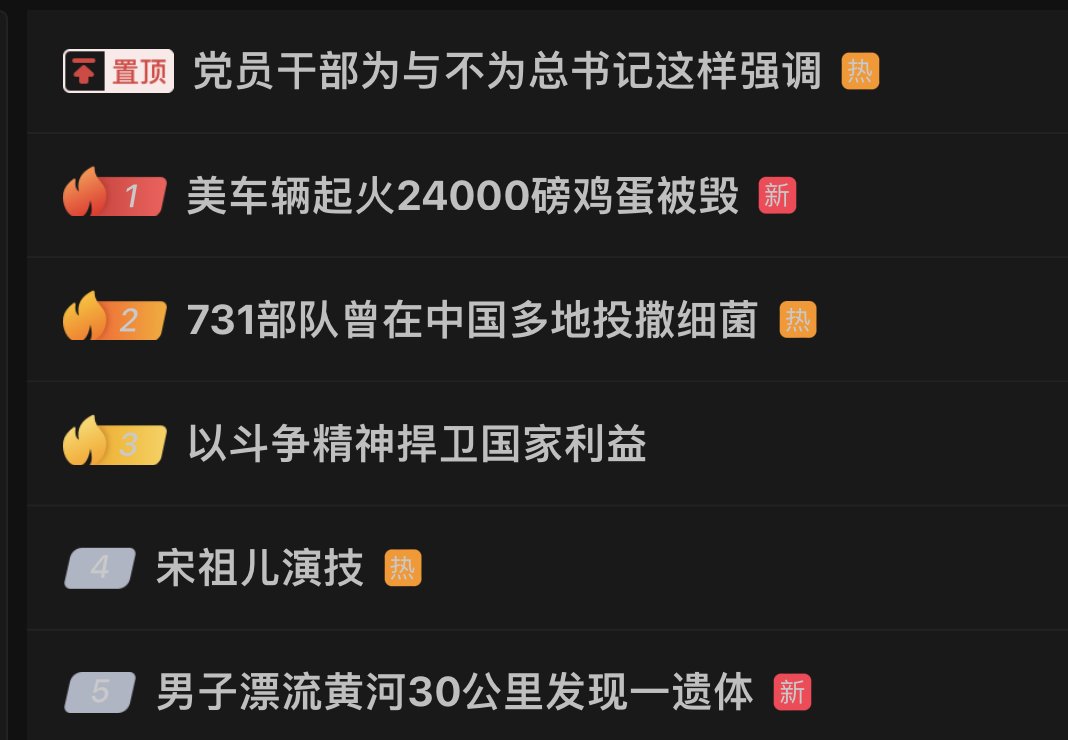 置顶 党员干部为与不为总书记这样强调 热
1 美车辆起火24000磅鸡蛋被毁 新
2 731部队曾在中国多地投撒细菌 热
3 以斗争精神捍卫国家利益
4 宋祖儿演技 热
5 男子漂流黄河30公里发现一遗体 新